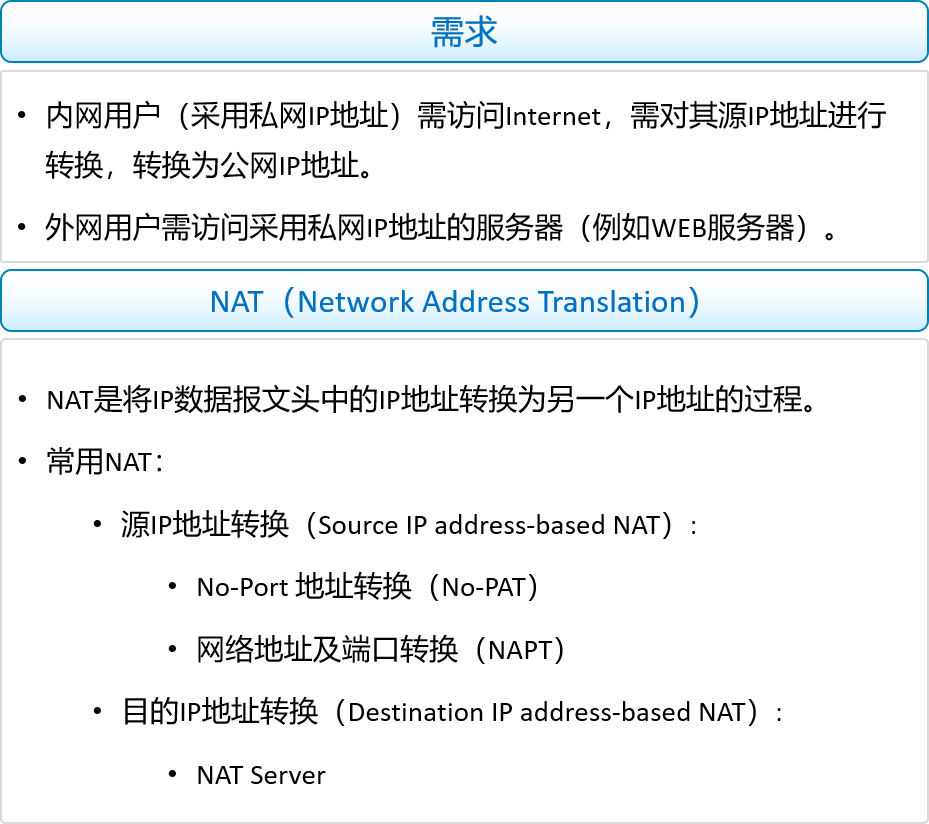 需求
• 内网用户（采用私网IP地址）需访问Internet，需对其源IP地址进行
转换，转换为公网IP地址。
• 外网用户需访问采用私网IP地址的服务器（例如WEB服务器）。
NAT（Network Address Translation）
• NAT是将IP数据报文头中的IP地址转换为另一个IP地址的过程。
• 常用NAT：
• 源IP地址转换（Source IP address-based NAT）:
• No-Port 地址转换（No-PAT）
• 网络地址及端口转换（NAPT）
• 目的IP地址转换（Destination IP address-based NAT）:
• NAT Server